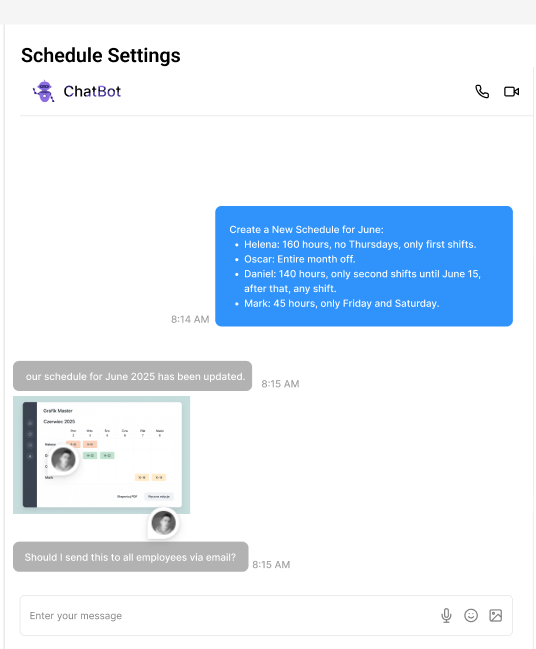 Schedule Settings
ChatBot
Create a New Schedule for June:
• Helena: 160 hours, no Thursdays, only first shifts.
• Oscar: Entire month off.
• Daniel: 140 hours, only second shifts until June 15,
after that, any shift.
• Mark: 45 hours, only Friday and Saturday.
8:14 AM
our schedule for June 2025 has been updated.
8:15 AM
Grafik Master
Czerwiec 2025
Should I send this to all employees via email?
8:15 AM
Enter your message